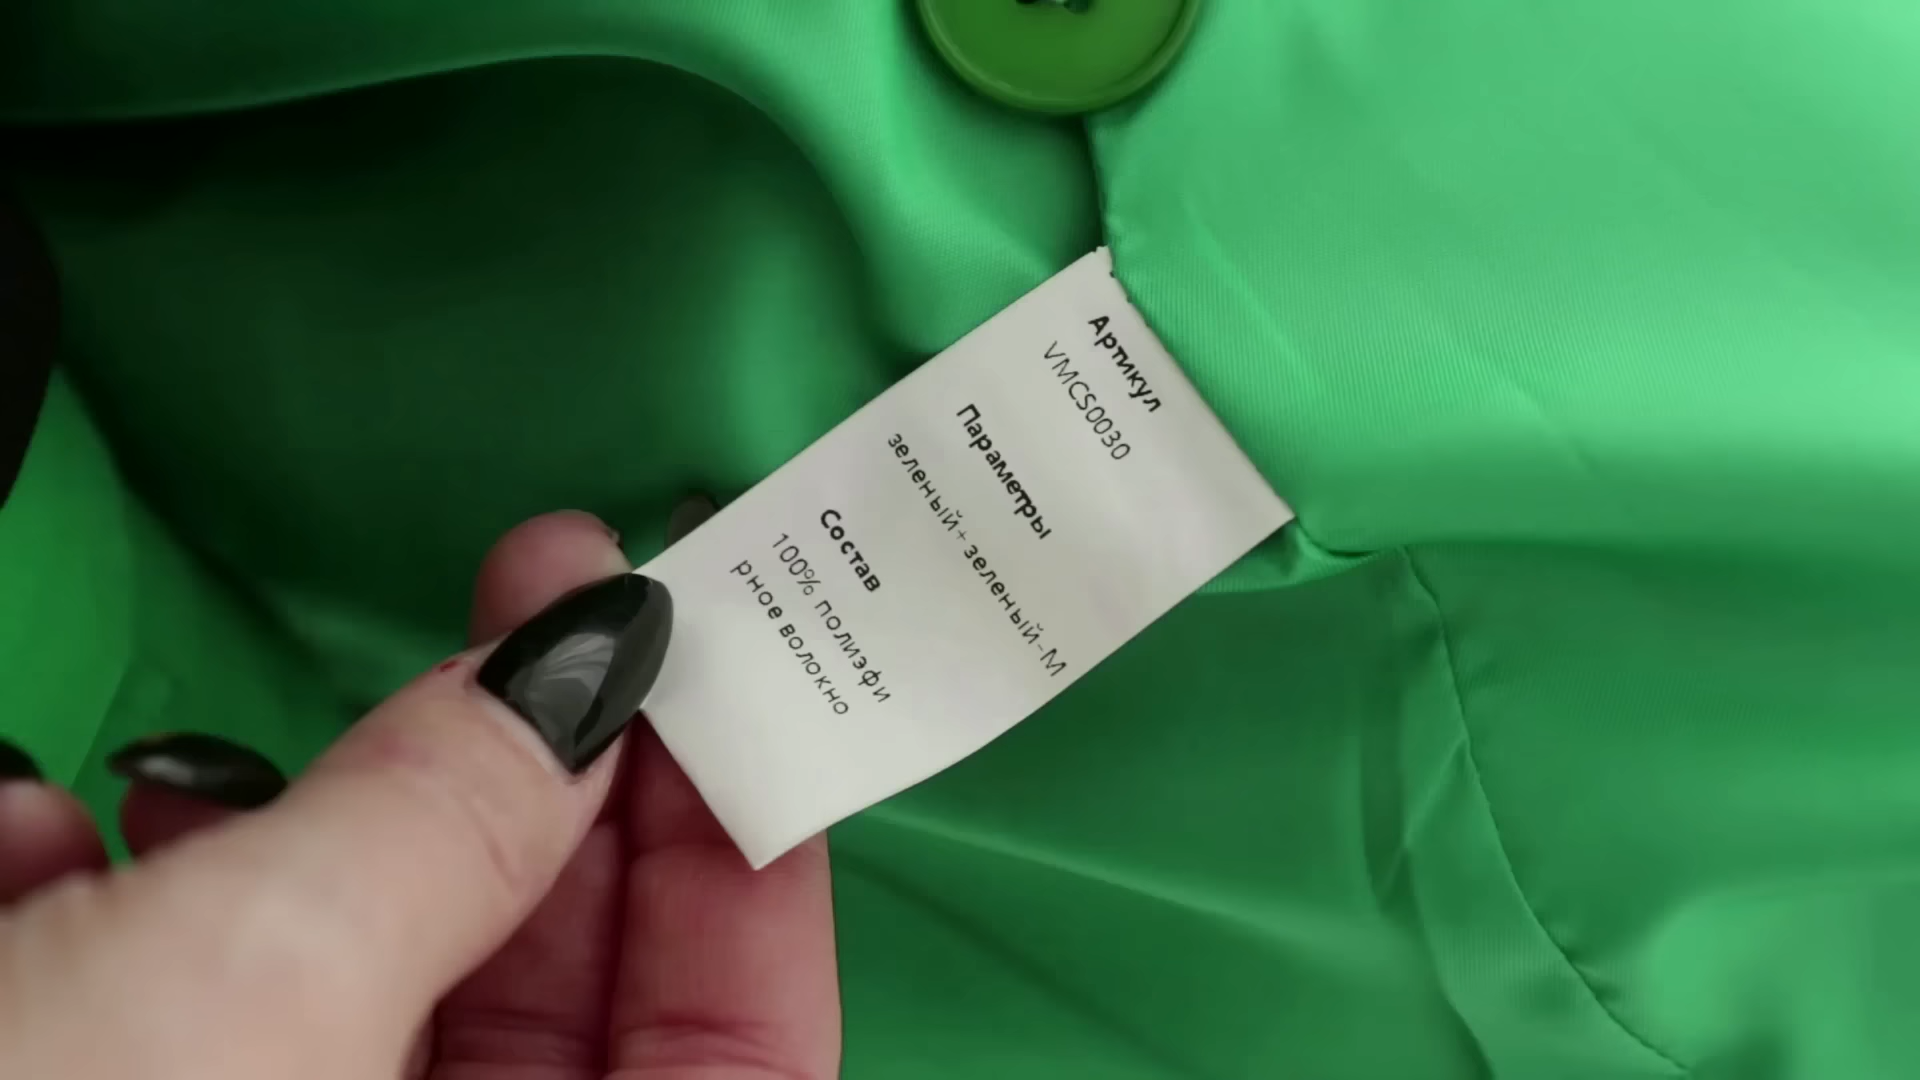 Артикул
VMCS0030
Параметры
зеленый+зеленый-M
Состав
100% полиэфи
рное волокно